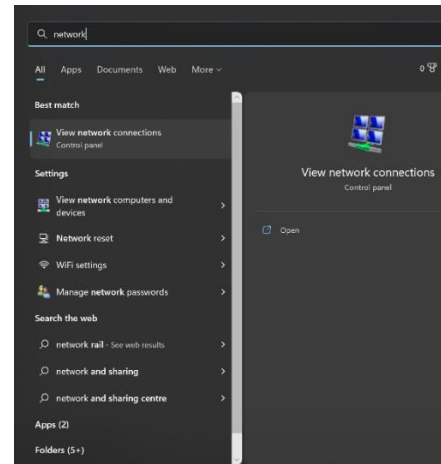 network
All Apps Documents Web More
0
Best match
View network connections
Control panel
Settings
View network computers and
devices
Network reset
WiFi settings
Manage network passwords
Search the web
network rail - See web results
network and sharing
network and sharing centre
Apps (2)
Folders (5+)
View network connections
Control panel
Open